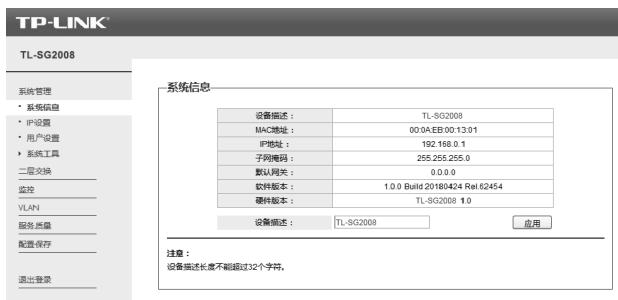 TP-LINK®
TL-SG2008
系统管理
• 系统信息
• IP设置
• 用户设置
▸ 系统工具
二层交换
监控
VLAN
服务质量
配置保存
退出登录
系统信息
设备描述： TL-SG2008
MAC地址： 00:0A:EB:00:13:01
IP地址： 192.168.0.1
子网掩码： 255.255.255.0
默认网关： 0.0.0.0
软件版本： 1.0.0 Build 20180424 Rel.62454
硬件版本： TL-SG2008 1.0
设备描述： TL-SG2008 应用
注意：
设备描述长度不能超过32个字符。